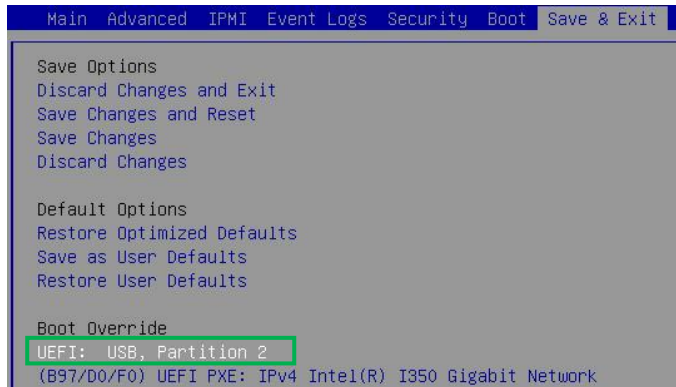 Main Advanced IPMI Event Logs Security Boot Save & Exit
Save Options
Discard Changes and Exit
Save Changes and Reset
Save Changes
Discard Changes
Default Options
Restore Optimized Defaults
Save as User Defaults
Restore User Defaults
Boot Override
UEFI: USB, Partition 2
(B97/D0/F0) UEFI PXE: IPv4 Intel(R) I350 Gigabit Network